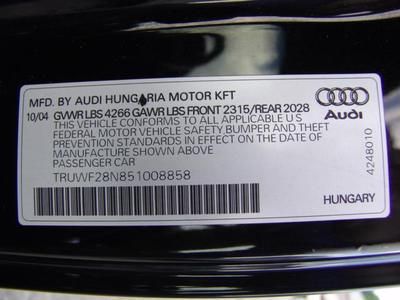 MFD. BY AUDI HUNGARIA MOTOR KFT
10/04 GVWR LBS 4266 GAWR LBS FRONT 2315/REAR 2028
THIS VEHICLE CONFORMS TO ALL APPLICABLE U.S.
FEDERAL MOTOR VEHICLE SAFETY,BUMPER AND THEFT
PREVENTION STANDARDS IN EFFECT ON THE DATE
OF MANUFACTURE SHOWN ABOVE
PASSENGER CAR
TRUWF28N851008858
Audi
4248010
HUNGARY